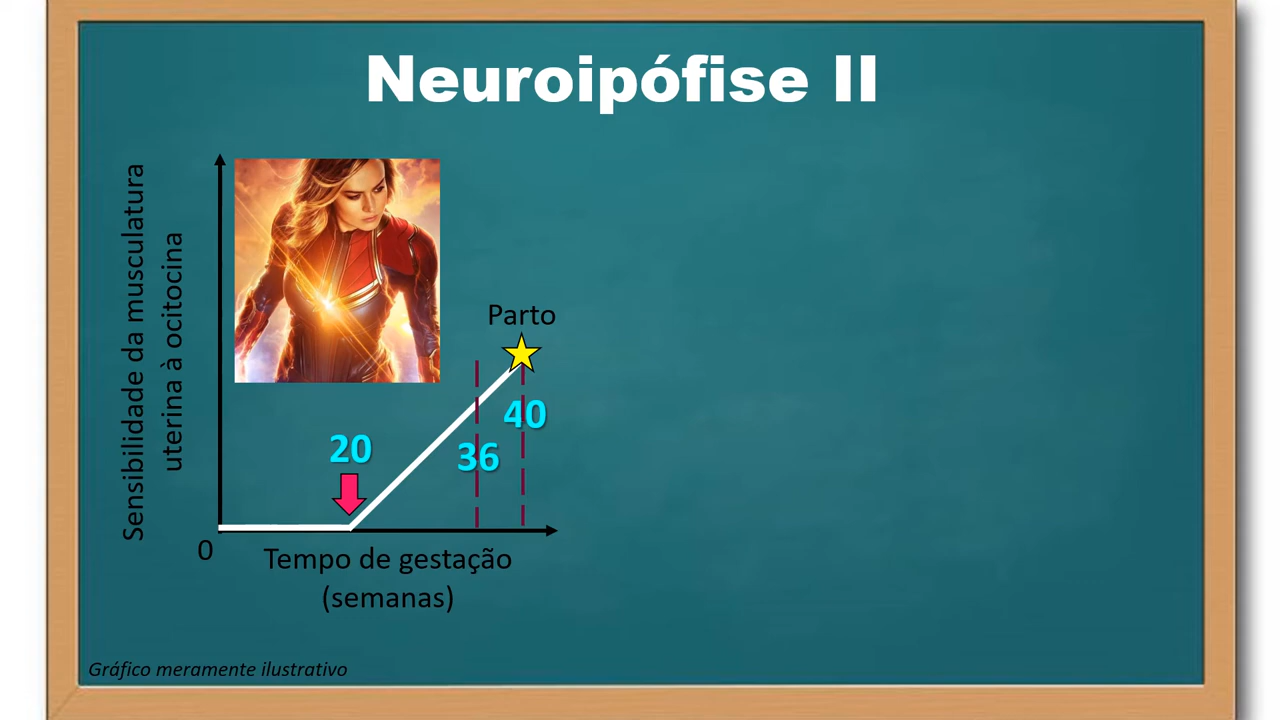 Neuroipófise II
Sensibilidade da musculatura
uterina à ocitocina
Parto
40
20
36
0
Tempo de gestação
(semanas)
Gráfico meramente ilustrativo